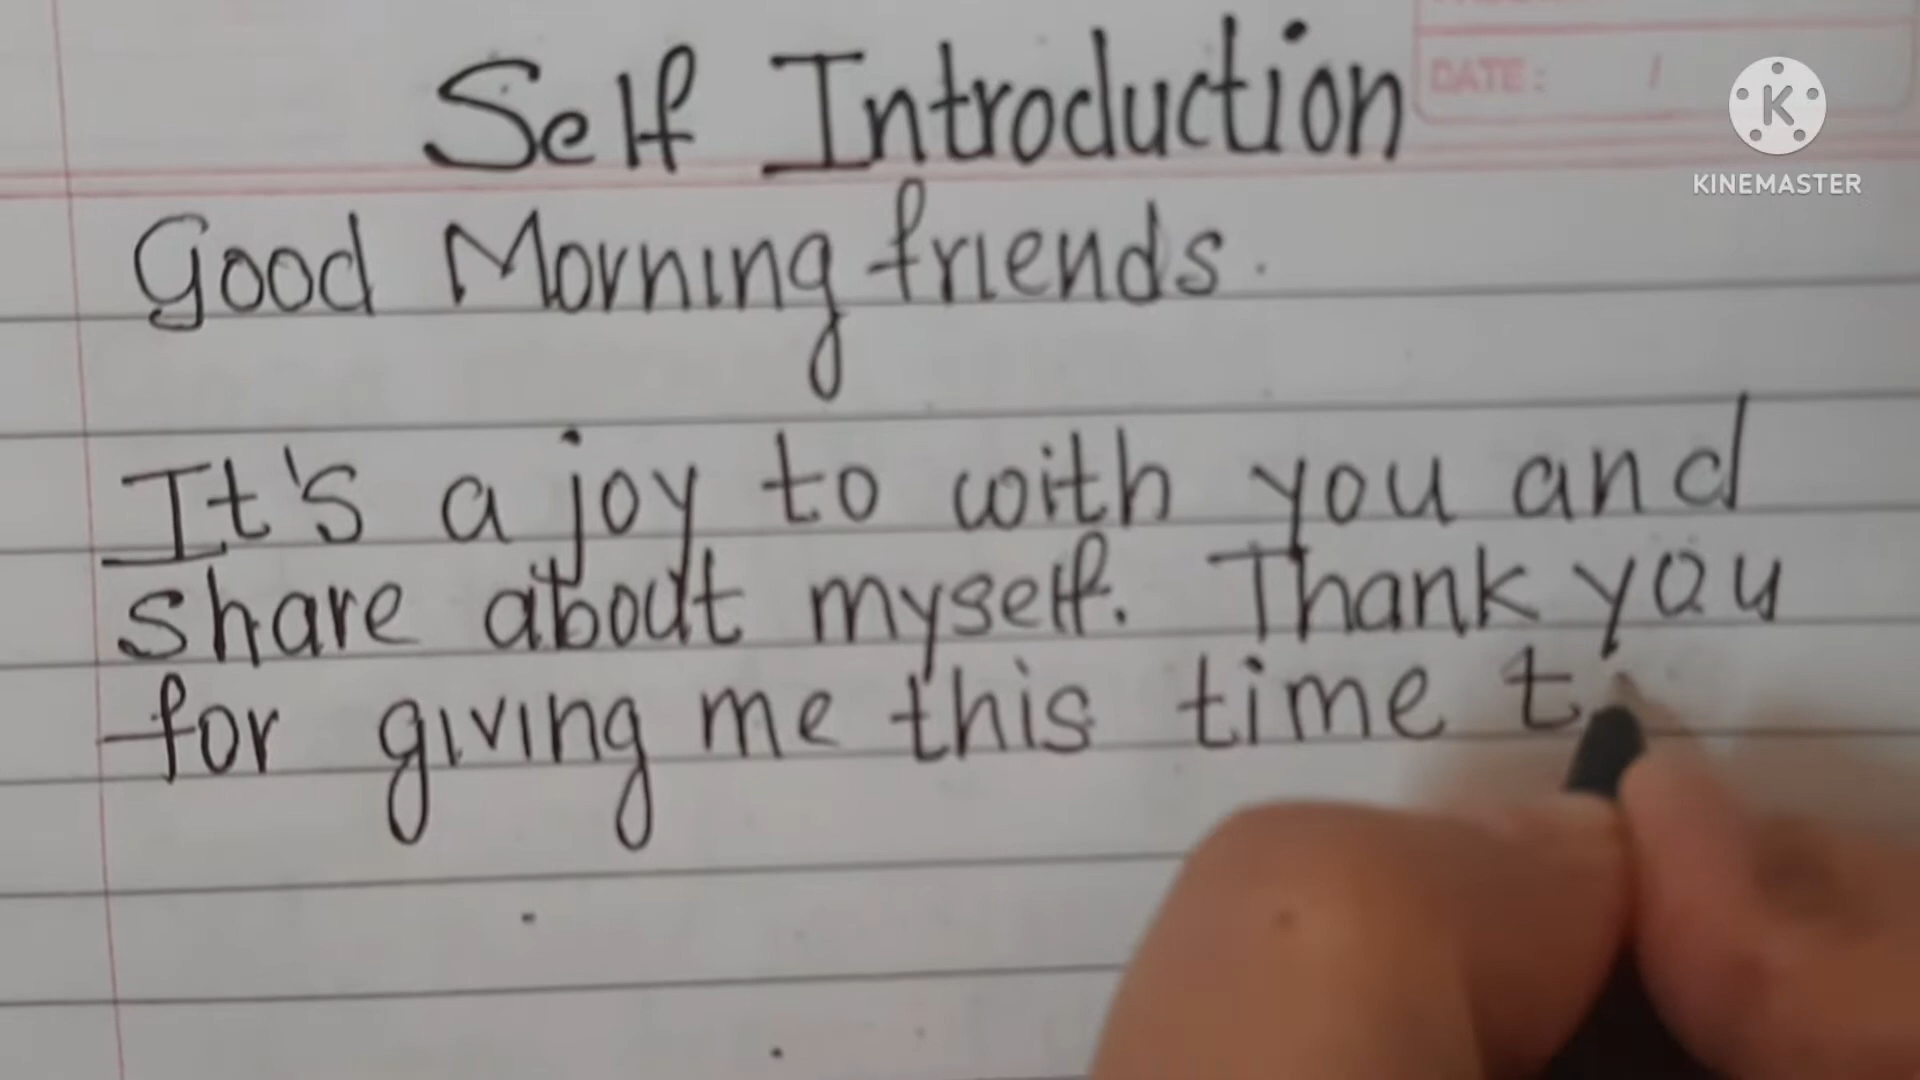 DATE: /
K
KINEMASTER
Self Introduction
Good Morning friends.
It's a joy to with you and
share about myself. Thank you
for giving me this time t